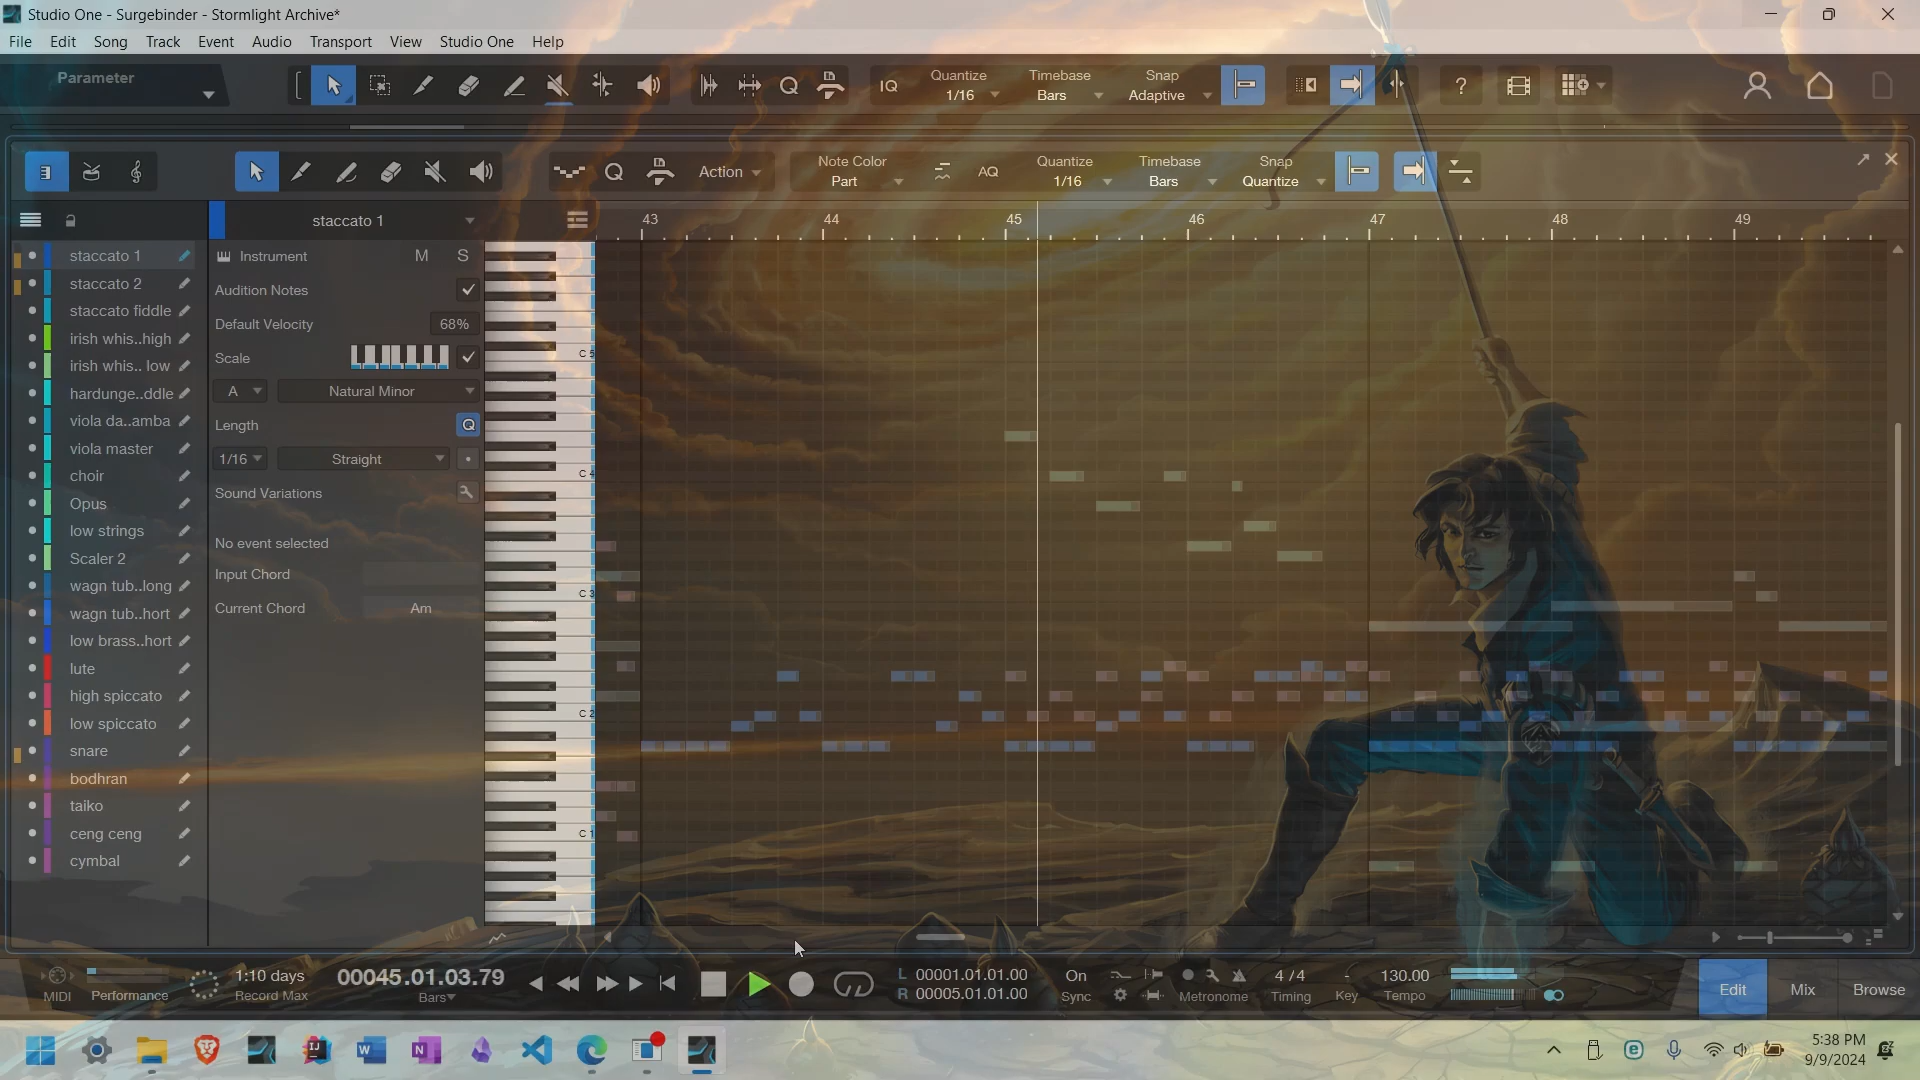 Studio One - Surgebinder - Stormlight Archive*
File Edit Song Track Event Audio Transport View Studio One Help
Parameter
IQ
Quantize
1/16
Timebase
Bars
Snap
Adaptive
?
Action
Note Color
Part
AQ
Quantize
1/16
Timebase
Bars
Snap
Quantize
staccato 1
43 44 45 46 47 48 49
staccato 1
staccato 2
staccato fiddle
irish whis..high
irish whis.. low
hardunge..ddle
viola da..amba
viola master
choir
Opus
low strings
Scaler 2
wagn tub..long
wagn tub..hort
low brass..hort
lute
high spiccato
low spiccato
snare
bodhran
taiko
ceng ceng
cymbal
Instrument M S
Audition Notes
Default Velocity 68%
Scale
A Natural Minor
Length Q
1/16 Straight
Sound Variations
No event selected
Input Chord
Current Chord Am
C 5
C 4
C 3
C 2
C 1
MIDI
Performance
1:10 days
Record Max
00045.01.03.79
Bars
L 00001.01.01.00
R 00005.01.01.00
On
Sync
Metronome
4 / 4
Timing
-
Key
130.00
Tempo
Edit Mix Browse
5:38 PM
9/9/2024